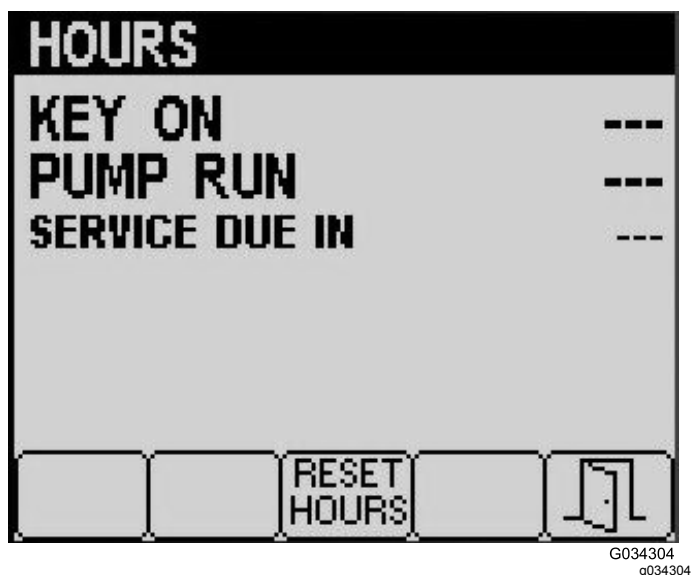 HOURS
KEY ON ---
PUMP RUN ---
SERVICE DUE IN ---
RESET
HOURS
G034304
g034304